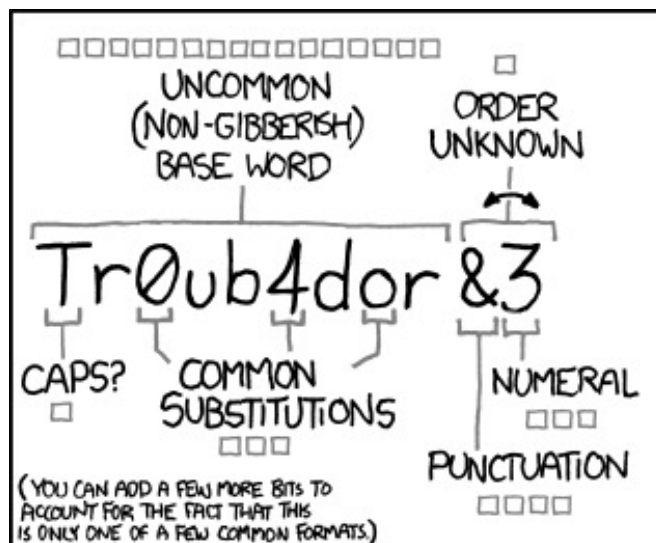 UNCOMMON
(NON-GIBBERISH)
BASE WORD
ORDER
UNKNOWN
Tr0ub4dor &3
CAPS?
COMMON
SUBSTITUTIONS
NUMERAL
PUNCTUATION
(YOU CAN ADD A FEW MORE BITS TO
ACCOUNT FOR THE FACT THAT THIS
IS ONLY ONE OF A FEW COMMON FORMATS.)